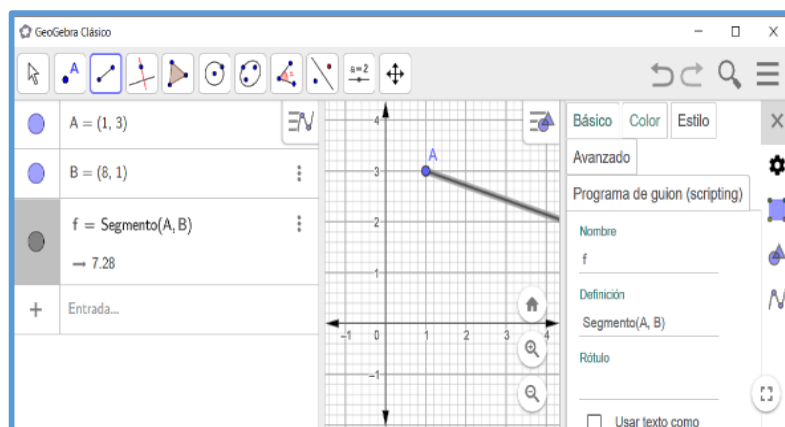 GeoGebra Clásico
A
a=2
A = (1, 3)
B = (8, 1)
f = Segmento(A, B)
→ 7.28
+ Entrada...
4
3
2
1
−1 0 1 2 3 4
−1
A
Básico Color Estilo
Avanzado
Programa de guion (scripting)
Nombre
f
Definición
Segmento(A, B)
Rótulo
Usar texto como